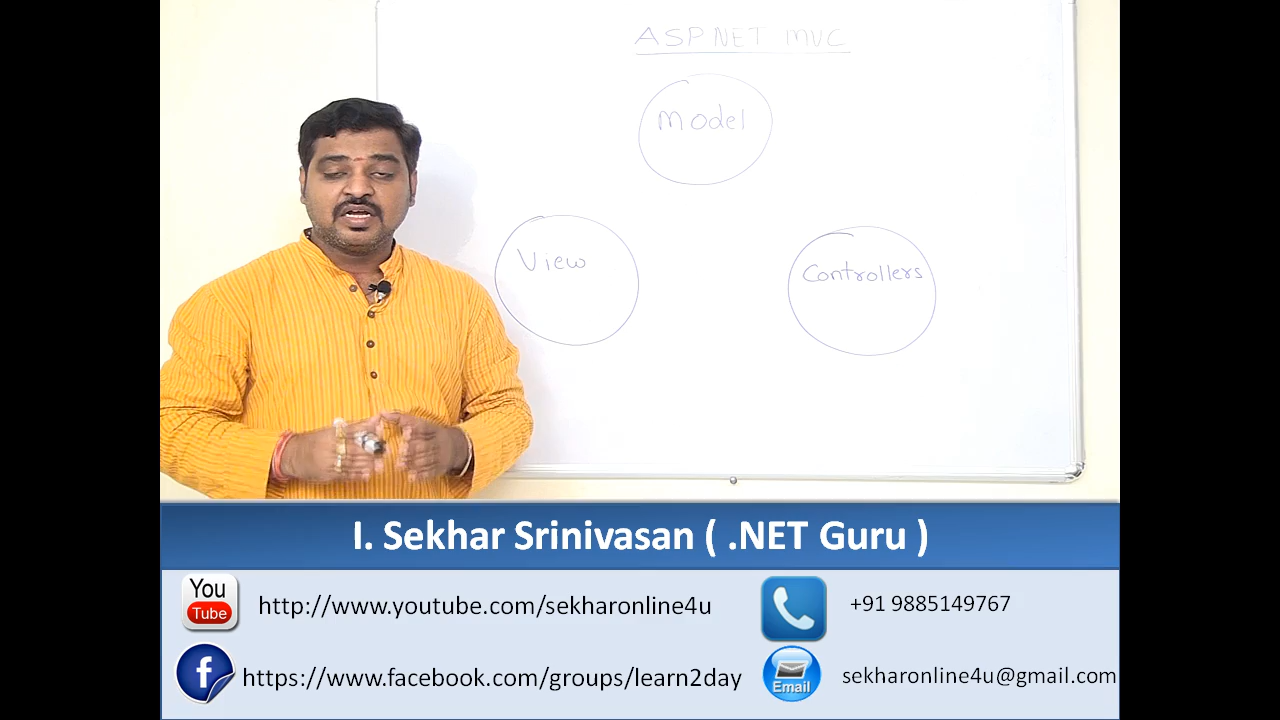 ASP.NET MVC
Model
View
Controllers
I. Sekhar Srinivasan ( .NET Guru )
You
Tube
http://www.youtube.com/sekharonline4u
+91 9885149767
f
https://www.facebook.com/groups/learn2day
Email
sekharonline4u@gmail.com